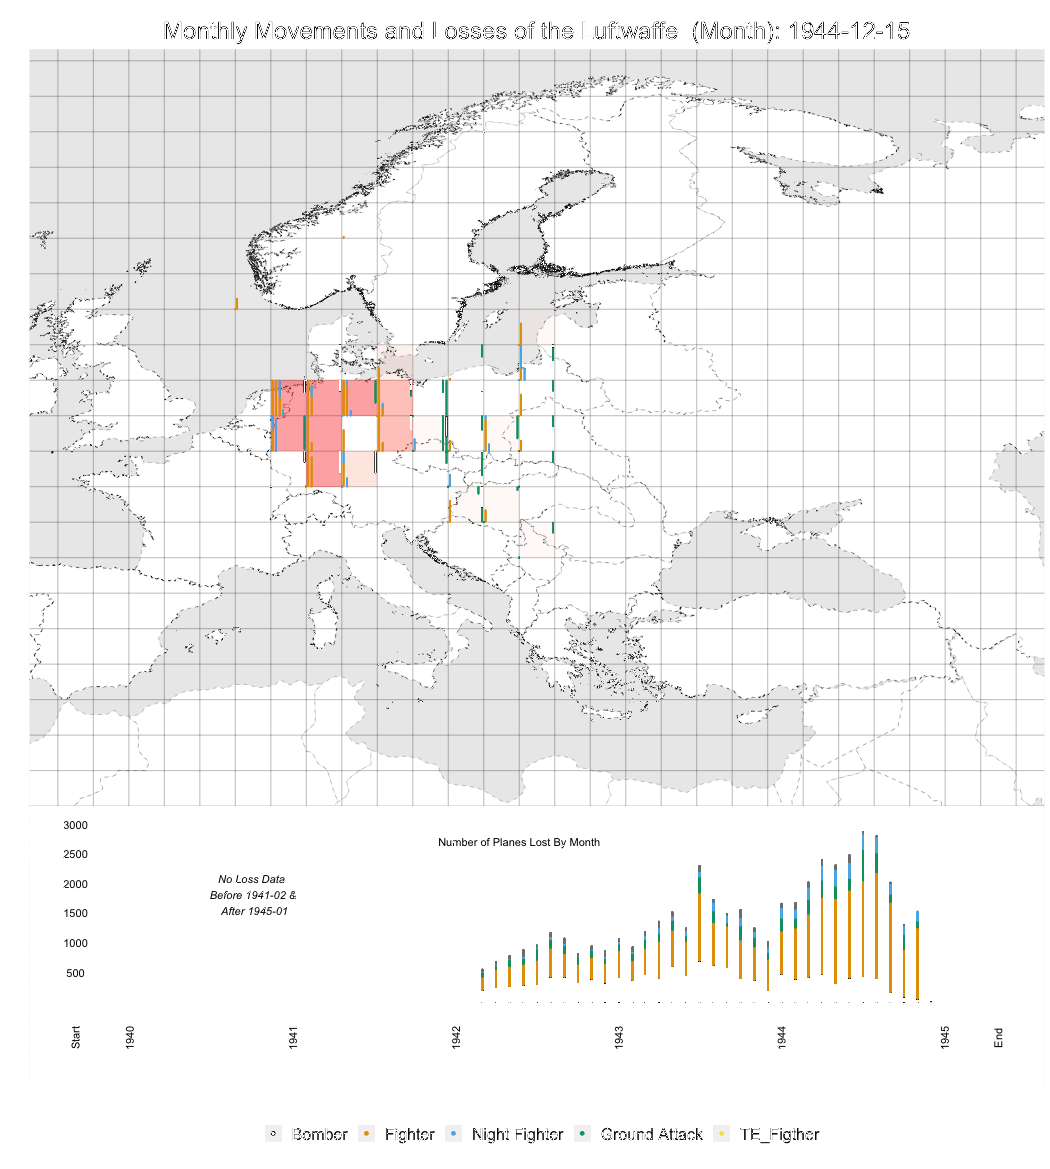 Monthly Movements and Losses of the Luftwaffe (Month): 1944-12-15
3000
Number of Planes Lost By Month
2500
No Loss Data
2000
Before 1941-02 &
1500
After 1945-01
1000
500
Start
1940
1941
1942
1943
1944
1945
End
Bomber
Fighter
Night Fighter
Ground Attack
TE_Figther